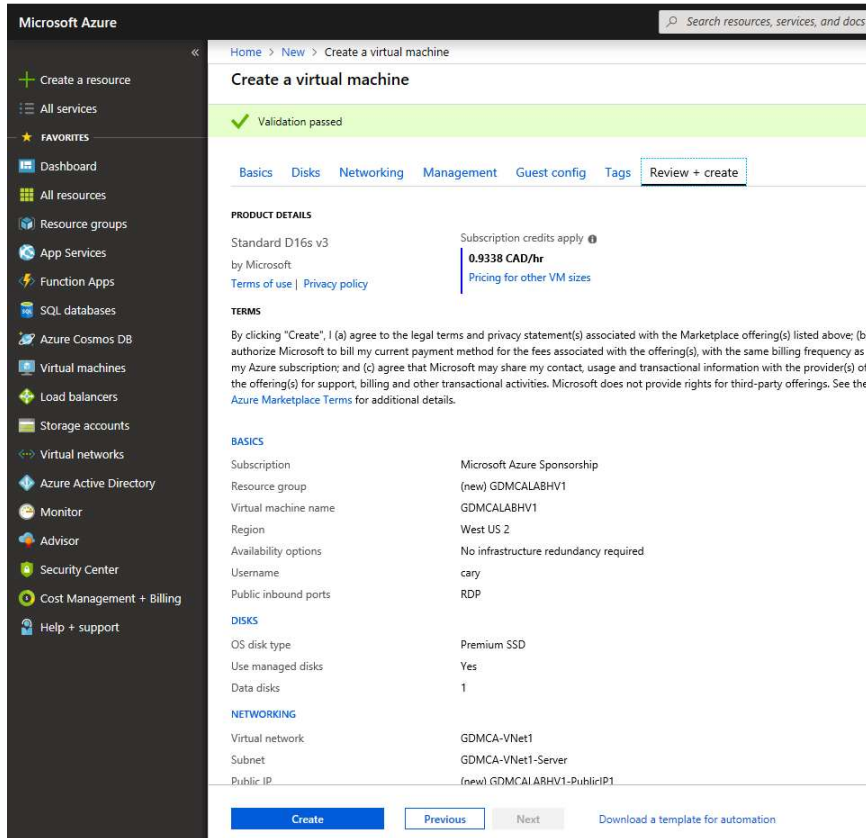 Microsoft Azure
Search resources, services, and docs
«
Home > New > Create a virtual machine
Create a resource
All services
FAVORITES
Dashboard
All resources
Resource groups
App Services
Function Apps
SQL databases
Azure Cosmos DB
Virtual machines
Load balancers
Storage accounts
Virtual networks
Azure Active Directory
Monitor
Advisor
Security Center
Cost Management + Billing
Help + support
Create a virtual machine
Validation passed
Basics Disks Networking Management Guest config Tags Review + create
PRODUCT DETAILS
Standard D16s v3
by Microsoft
Terms of use | Privacy policy
Subscription credits apply
0.9338 CAD/hr
Pricing for other VM sizes
TERMS
By clicking "Create", I (a) agree to the legal terms and privacy statement(s) associated with the Marketplace offering(s) listed above; (b
authorize Microsoft to bill my current payment method for the fees associated with the offering(s), with the same billing frequency as
my Azure subscription; and (c) agree that Microsoft may share my contact, usage and transactional information with the provider(s) of
the offering(s) for support, billing and other transactional activities. Microsoft does not provide rights for third-party offerings. See the
Azure Marketplace Terms for additional details.
BASICS
Subscription Microsoft Azure Sponsorship
Resource group (new) GDMCALABHV1
Virtual machine name GDMCALABHV1
Region West US 2
Availability options No infrastructure redundancy required
Username cary
Public inbound ports RDP
DISKS
OS disk type Premium SSD
Use managed disks Yes
Data disks 1
NETWORKING
Virtual network GDMCA-VNet1
Subnet GDMCA-VNet1-Server
Public IP (new) GDMCALABHV1-PublicIP1
Create Previous Next Download a template for automation